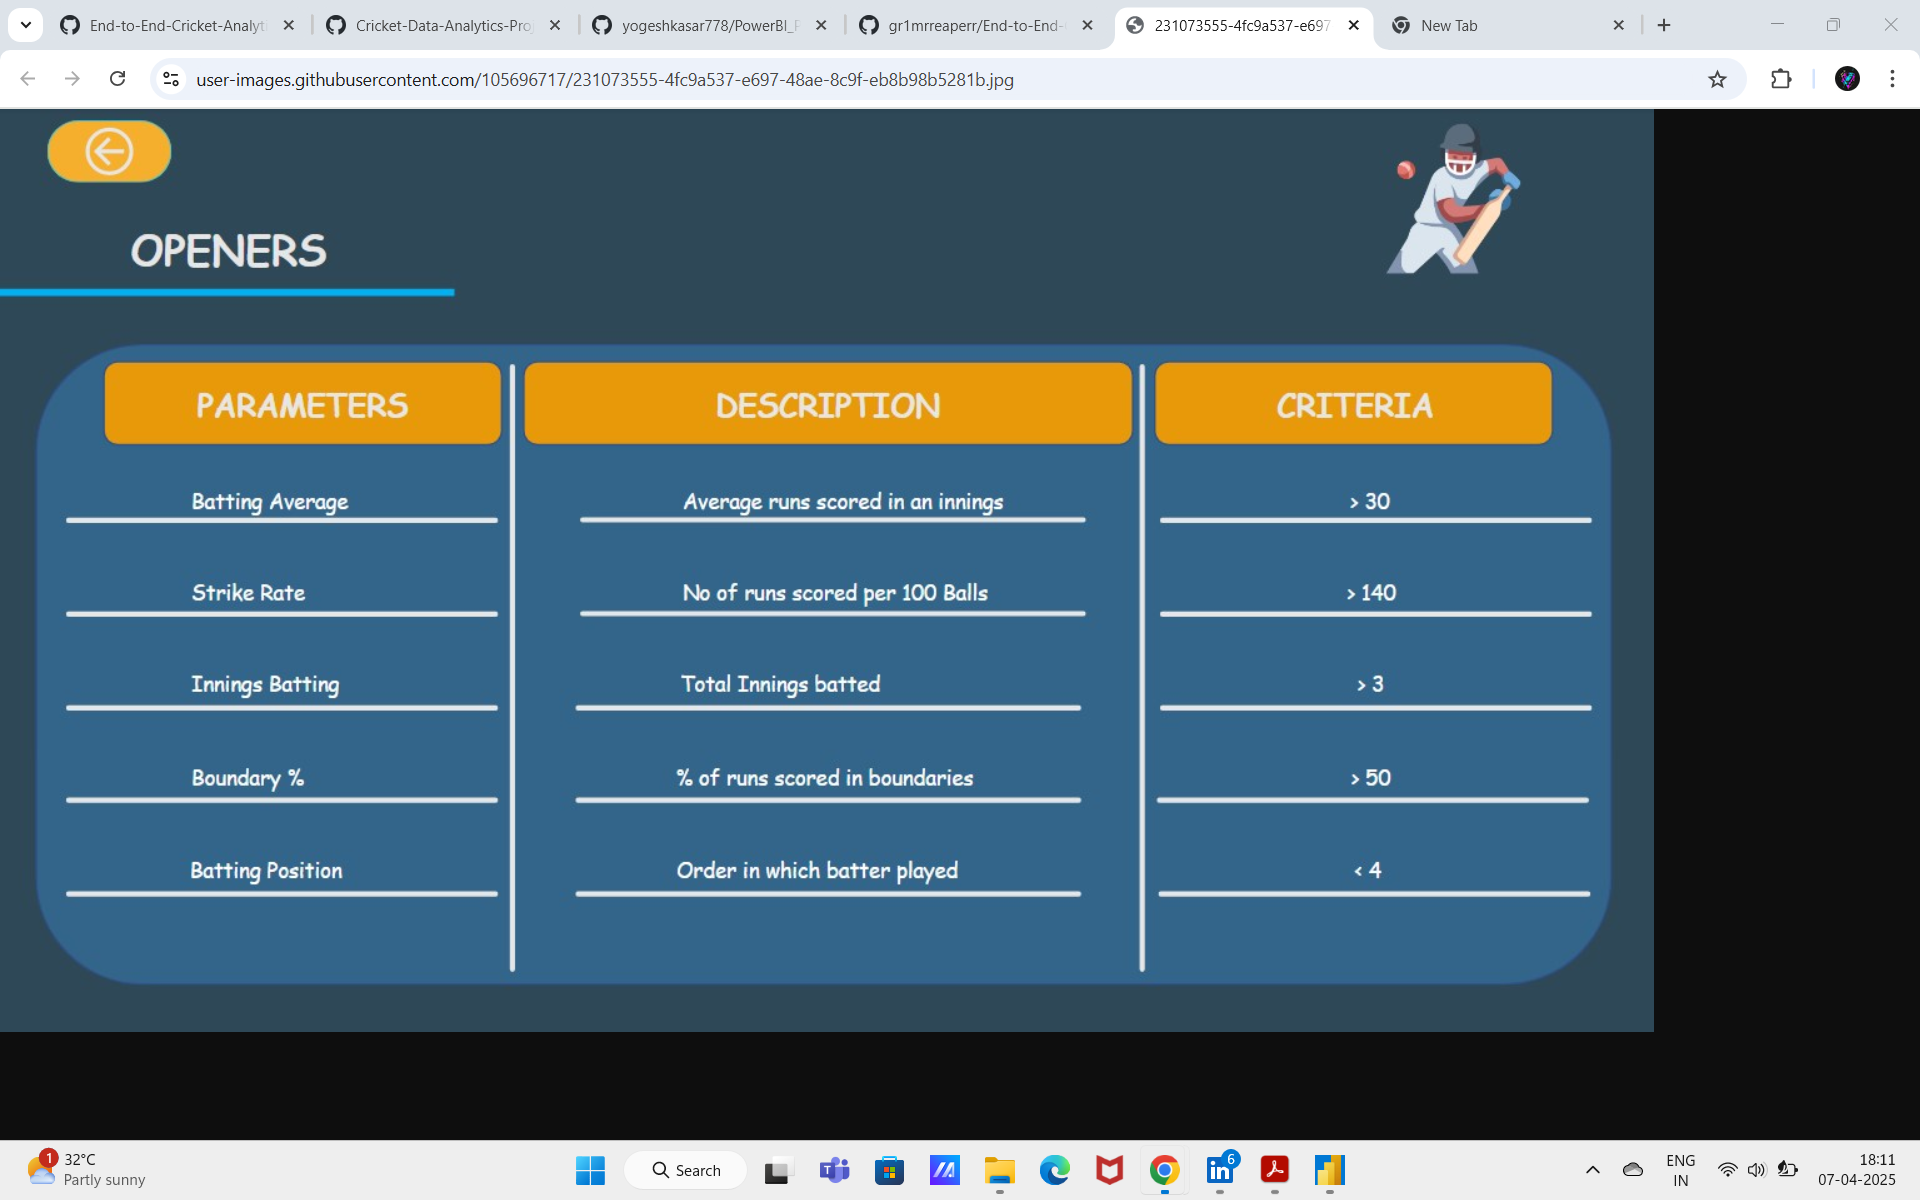 End-to-End-Cricket-Analyti
Cricket-Data-Analytics-Pro
yogeshkasar778/PowerBI_P
gr1mrreaperr/End-to-End-
231073555-4fc9a537-e697
New Tab
user-images.githubusercontent.com/105696717/231073555-4fc9a537-e697-48ae-8c9f-eb8b98b5281b.jpg
OPENERS
PARAMETERS DESCRIPTION CRITERIA
Batting Average Average runs scored in an innings > 30
Strike Rate No of runs scored per 100 Balls > 140
Innings Batting Total Innings batted > 3
Boundary % % of runs scored in boundaries > 50
Batting Position Order in which batter played < 4
1
32°C
Partly sunny
Search
6
ENG
IN
18:11
07-04-2025